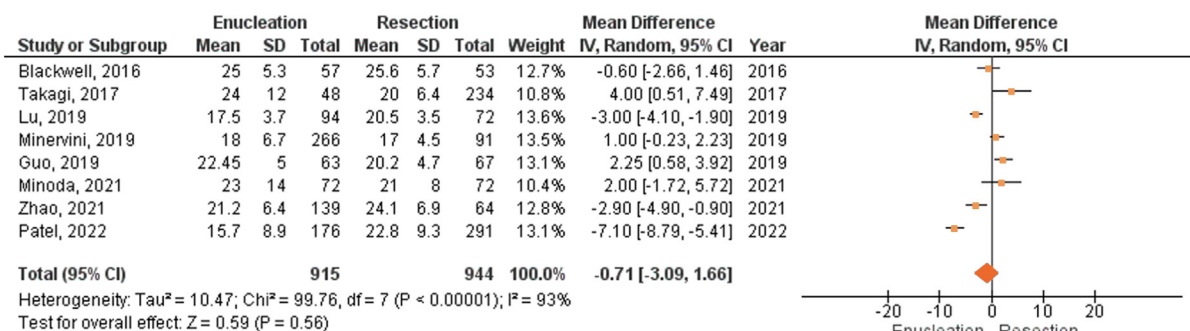 Enucleation Resection Mean Difference Mean Difference
Study or Subgroup Mean SD Total Mean SD Total Weight IV, Random, 95% CI Year IV, Random, 95% CI
Blackwell, 2016 25 5.3 57 25.6 5.7 53 12.7% -0.60 [-2.66, 1.46] 2016
Takagi, 2017 24 12 48 20 6.4 234 10.8% 4.00 [0.51, 7.49] 2017
Lu, 2019 17.5 3.7 94 20.5 3.5 72 13.6% -3.00 [-4.10, -1.90] 2019
Minervini, 2019 18 6.7 266 17 4.5 91 13.5% 1.00 [-0.23, 2.23] 2019
Guo, 2019 22.45 5 63 20.2 4.7 67 13.1% 2.25 [0.58, 3.92] 2019
Minoda, 2021 23 14 72 21 8 72 10.4% 2.00 [-1.72, 5.72] 2021
Zhao, 2021 21.2 6.4 139 24.1 6.9 64 12.8% -2.90 [-4.90, -0.90] 2021
Patel, 2022 15.7 8.9 176 22.8 9.3 291 13.1% -7.10 [-8.79, -5.41] 2022
Total (95% CI) 915 944 100.0% -0.71 [-3.09, 1.66]
Heterogeneity: Tau² = 10.47; Chi² = 99.76, df = 7 (P < 0.00001); I² = 93%
Test for overall effect: Z = 0.59 (P = 0.56)
-20 -10 0 10 20
Enucleation Resection